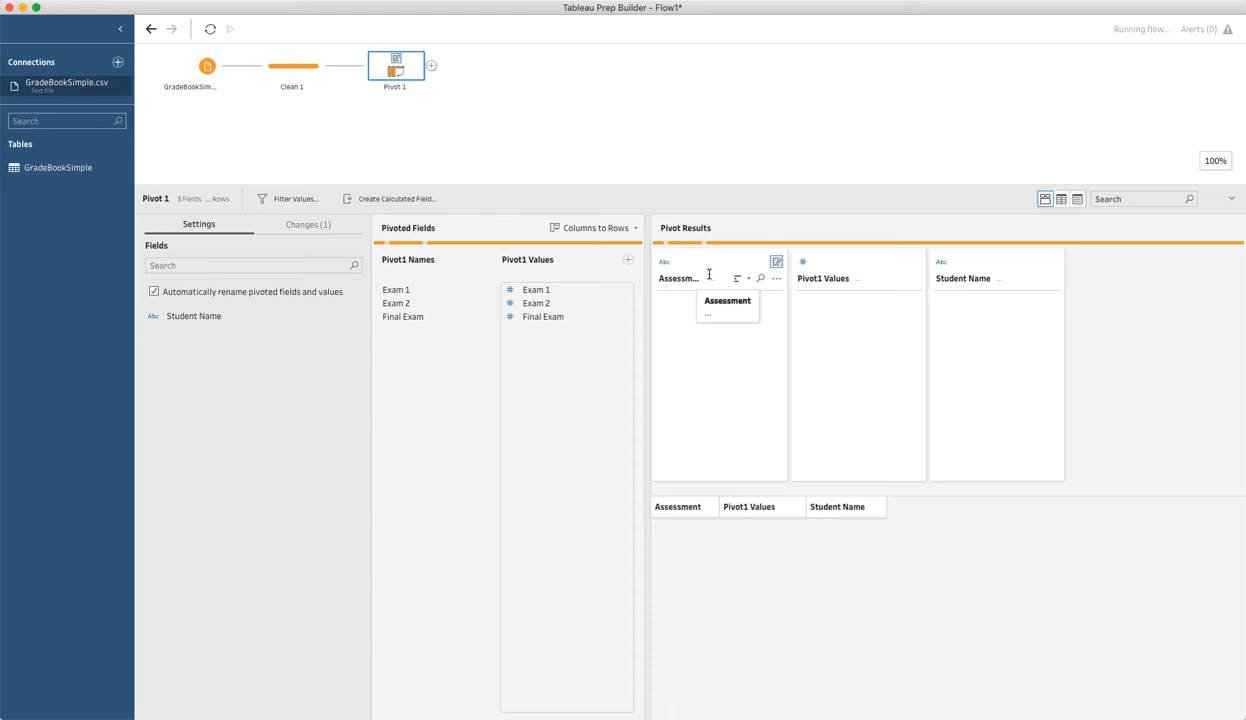 Tableau Prep Builder - Flow1*
Running flow...
Alerts (0)
Connections
GradeBookSimple.csv
Text file
Search
Tables
GradeBookSimple
GradeBookSim...
Clean 1
Pivot 1
100%
Pivot 1
3 Fields
... Rows
Filter Values...
Create Calculated Field...
Search
Settings
Changes (1)
Fields
Search
Automatically rename pivoted fields and values
Abc Student Name
Pivoted Fields
Columns to Rows
Pivot1 Names
Pivot1 Values
Exam 1
# Exam 1
Exam 2
# Exam 2
Final Exam
# Final Exam
Pivot Results
Abc
Assessm...
Assessment
...
#
Pivot1 Values ...
Abc
Student Name ...
Assessment
Pivot1 Values
Student Name